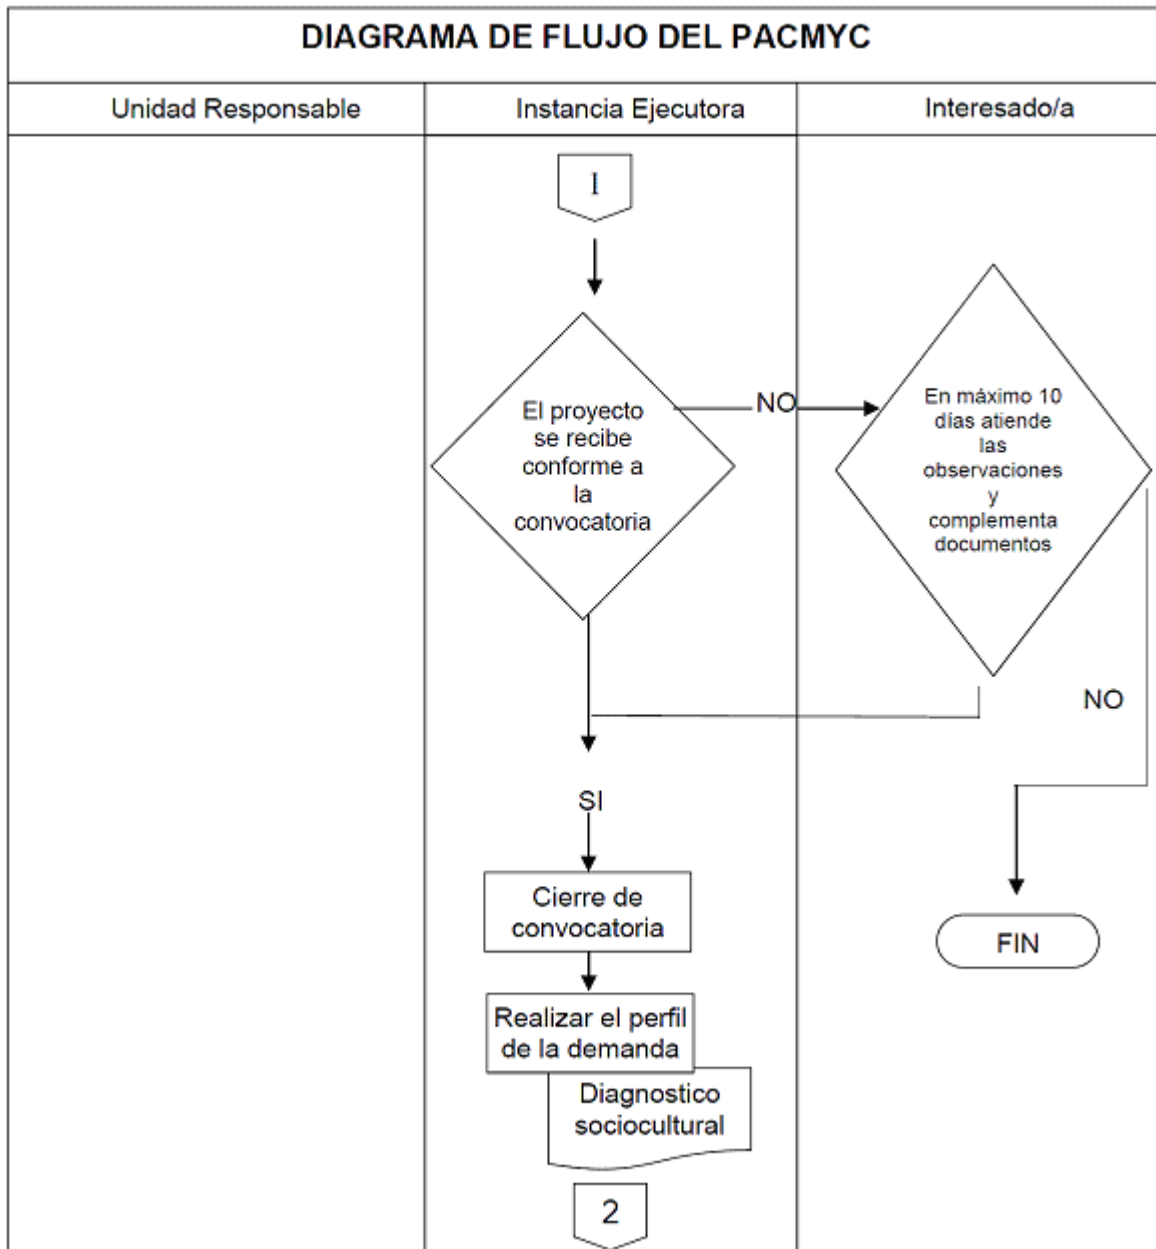 DIAGRAMA DE FLUJO DEL PACMYC
Unidad Responsable
Instancia Ejecutora
Interesado/a
1
El proyecto
se recibe
conforme a
la
convocatoria
NO
En máximo 10
días atiende
las
observaciones
y
complementa
documentos
NO
SI
Cierre de
convocatoria
FIN
Realizar el perfil
de la demanda
Diagnostico
sociocultural
2